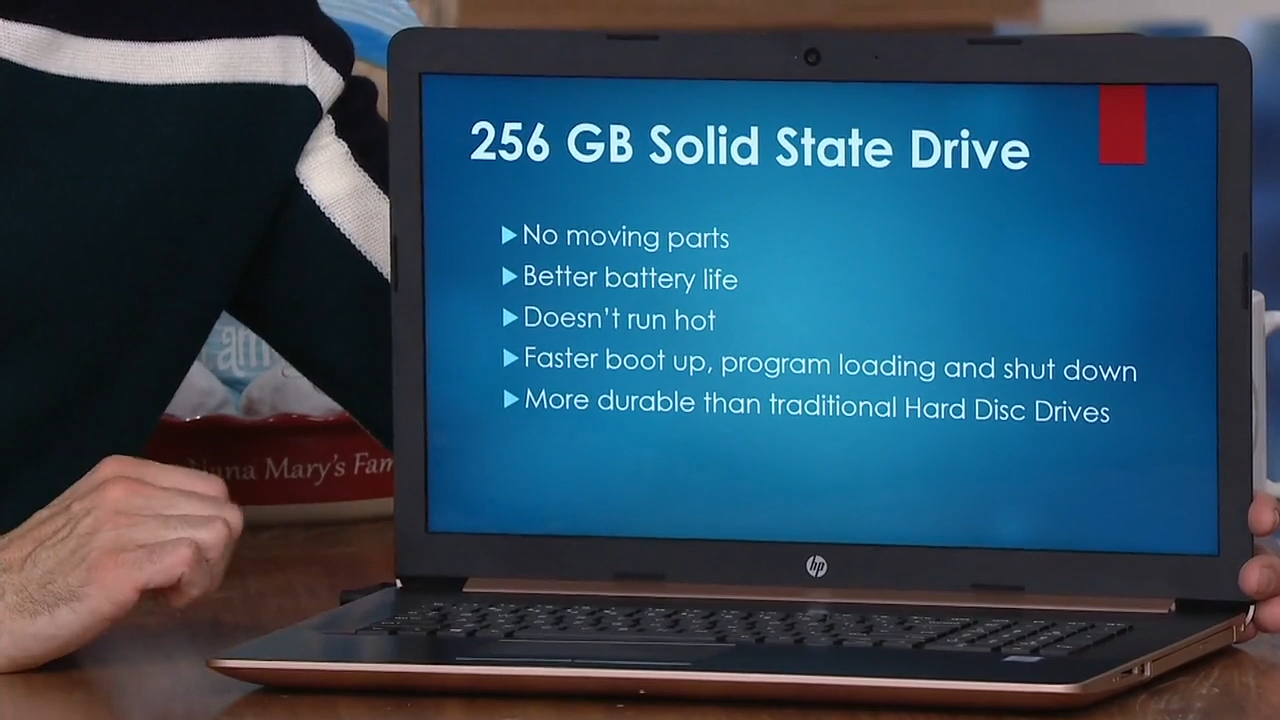 256 GB Solid State Drive
No moving parts
Better battery life
Doesn't run hot
Faster boot up, program loading and shut down
More durable than traditional Hard Disc Drives
Nana Mary's Fam
hp